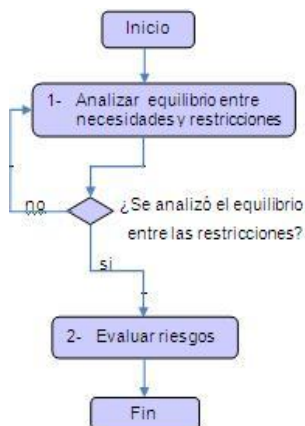 Inicio
1- Analizar equilibrio entre
necesidades y restricciones
¿Se analizó el equilibrio
entre las restricciones?
no
si
2- Evaluar riesgos
Fin